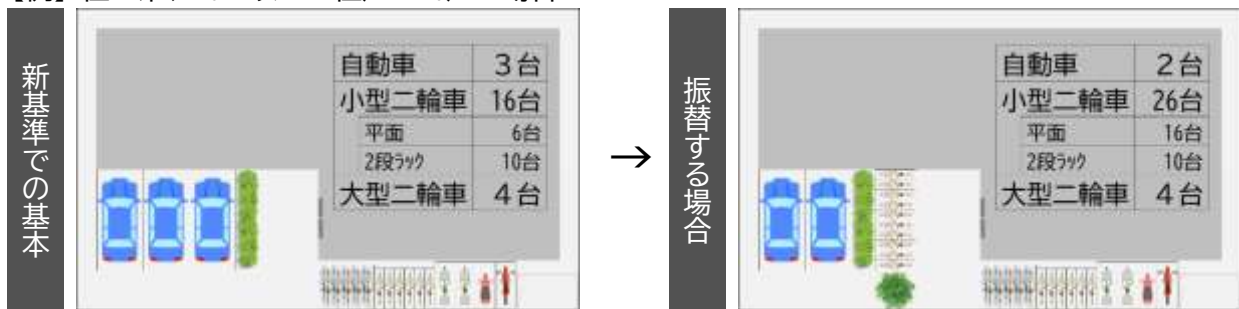 新基準での基本
自動車 3台
小型二輪車 16台
平面 6台
2段ラック 10台
大型二輪車 4台
→
振替する場合
自動車 2台
小型二輪車 26台
平面 16台
2段ラック 10台
大型二輪車 4台